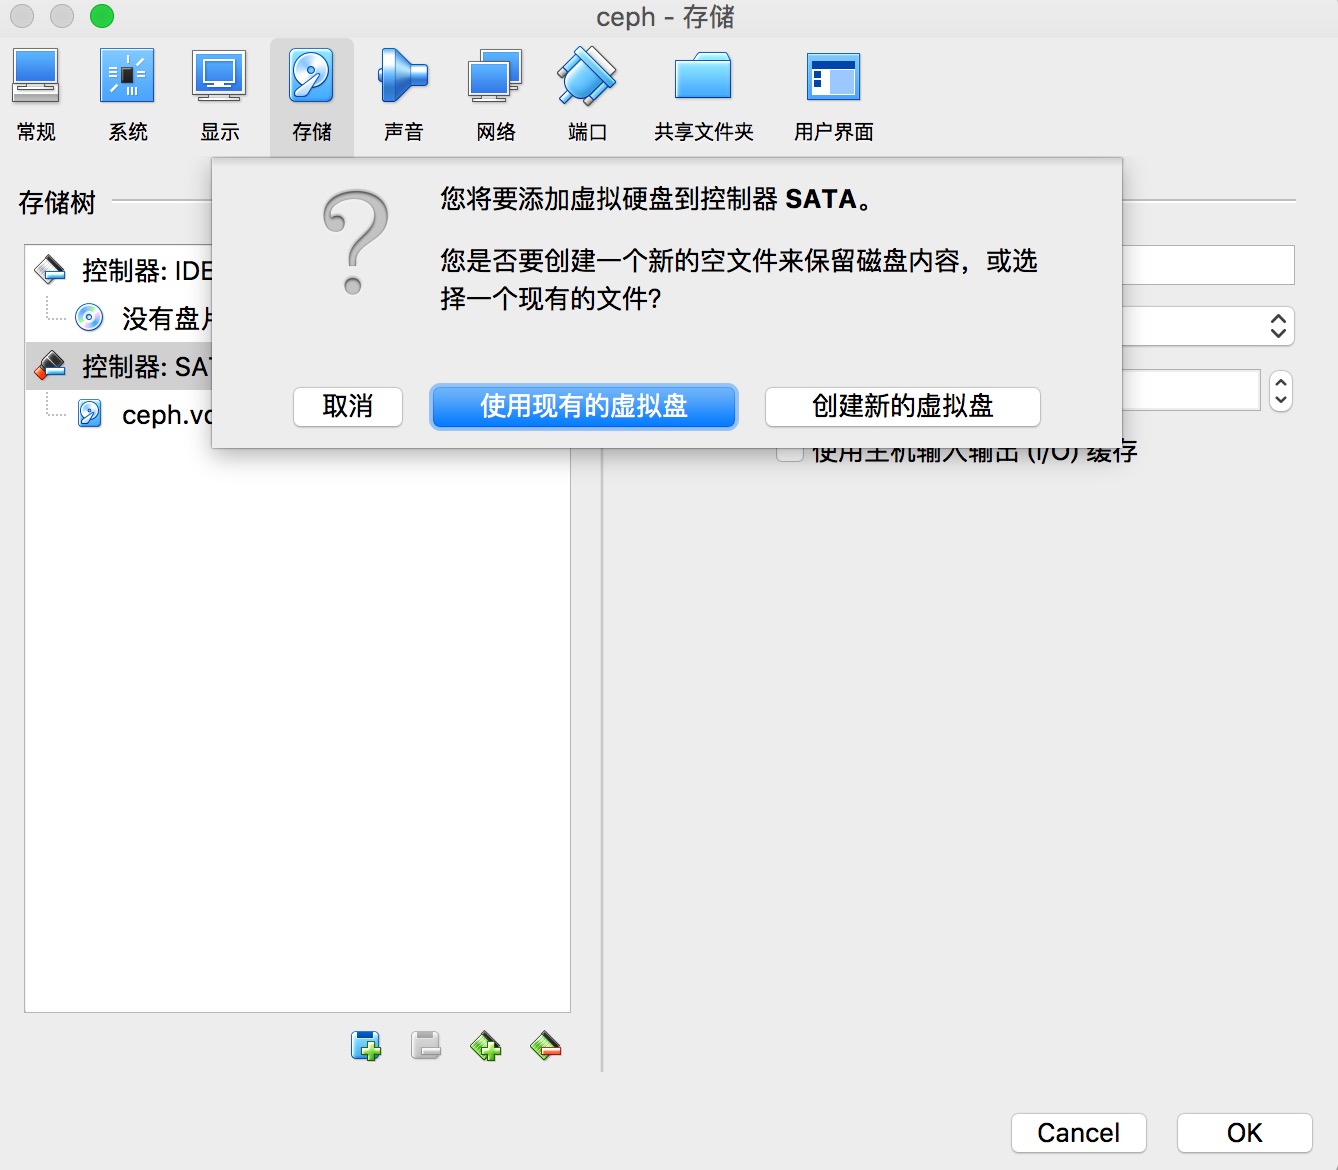 ceph - 存储
常规 系统 显示 存储 声音 网络 端口 共享文件夹 用户界面
存储树
您将要添加虚拟硬盘到控制器 SATA。
您是否要创建一个新的空文件来保留磁盘内容，或选
择一个现有的文件?
控制器: IDE
没有盘片
控制器: SAT
ceph.vd
取消 使用现有的虚拟盘 创建新的虚拟盘
使用主机输入输出 (I/O) 缓存
Cancel OK